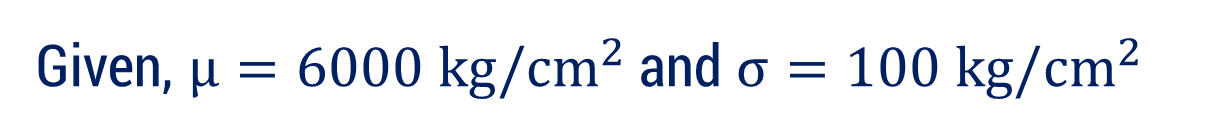 Given, μ = 6000 kg/cm² and σ = 100 kg/cm²